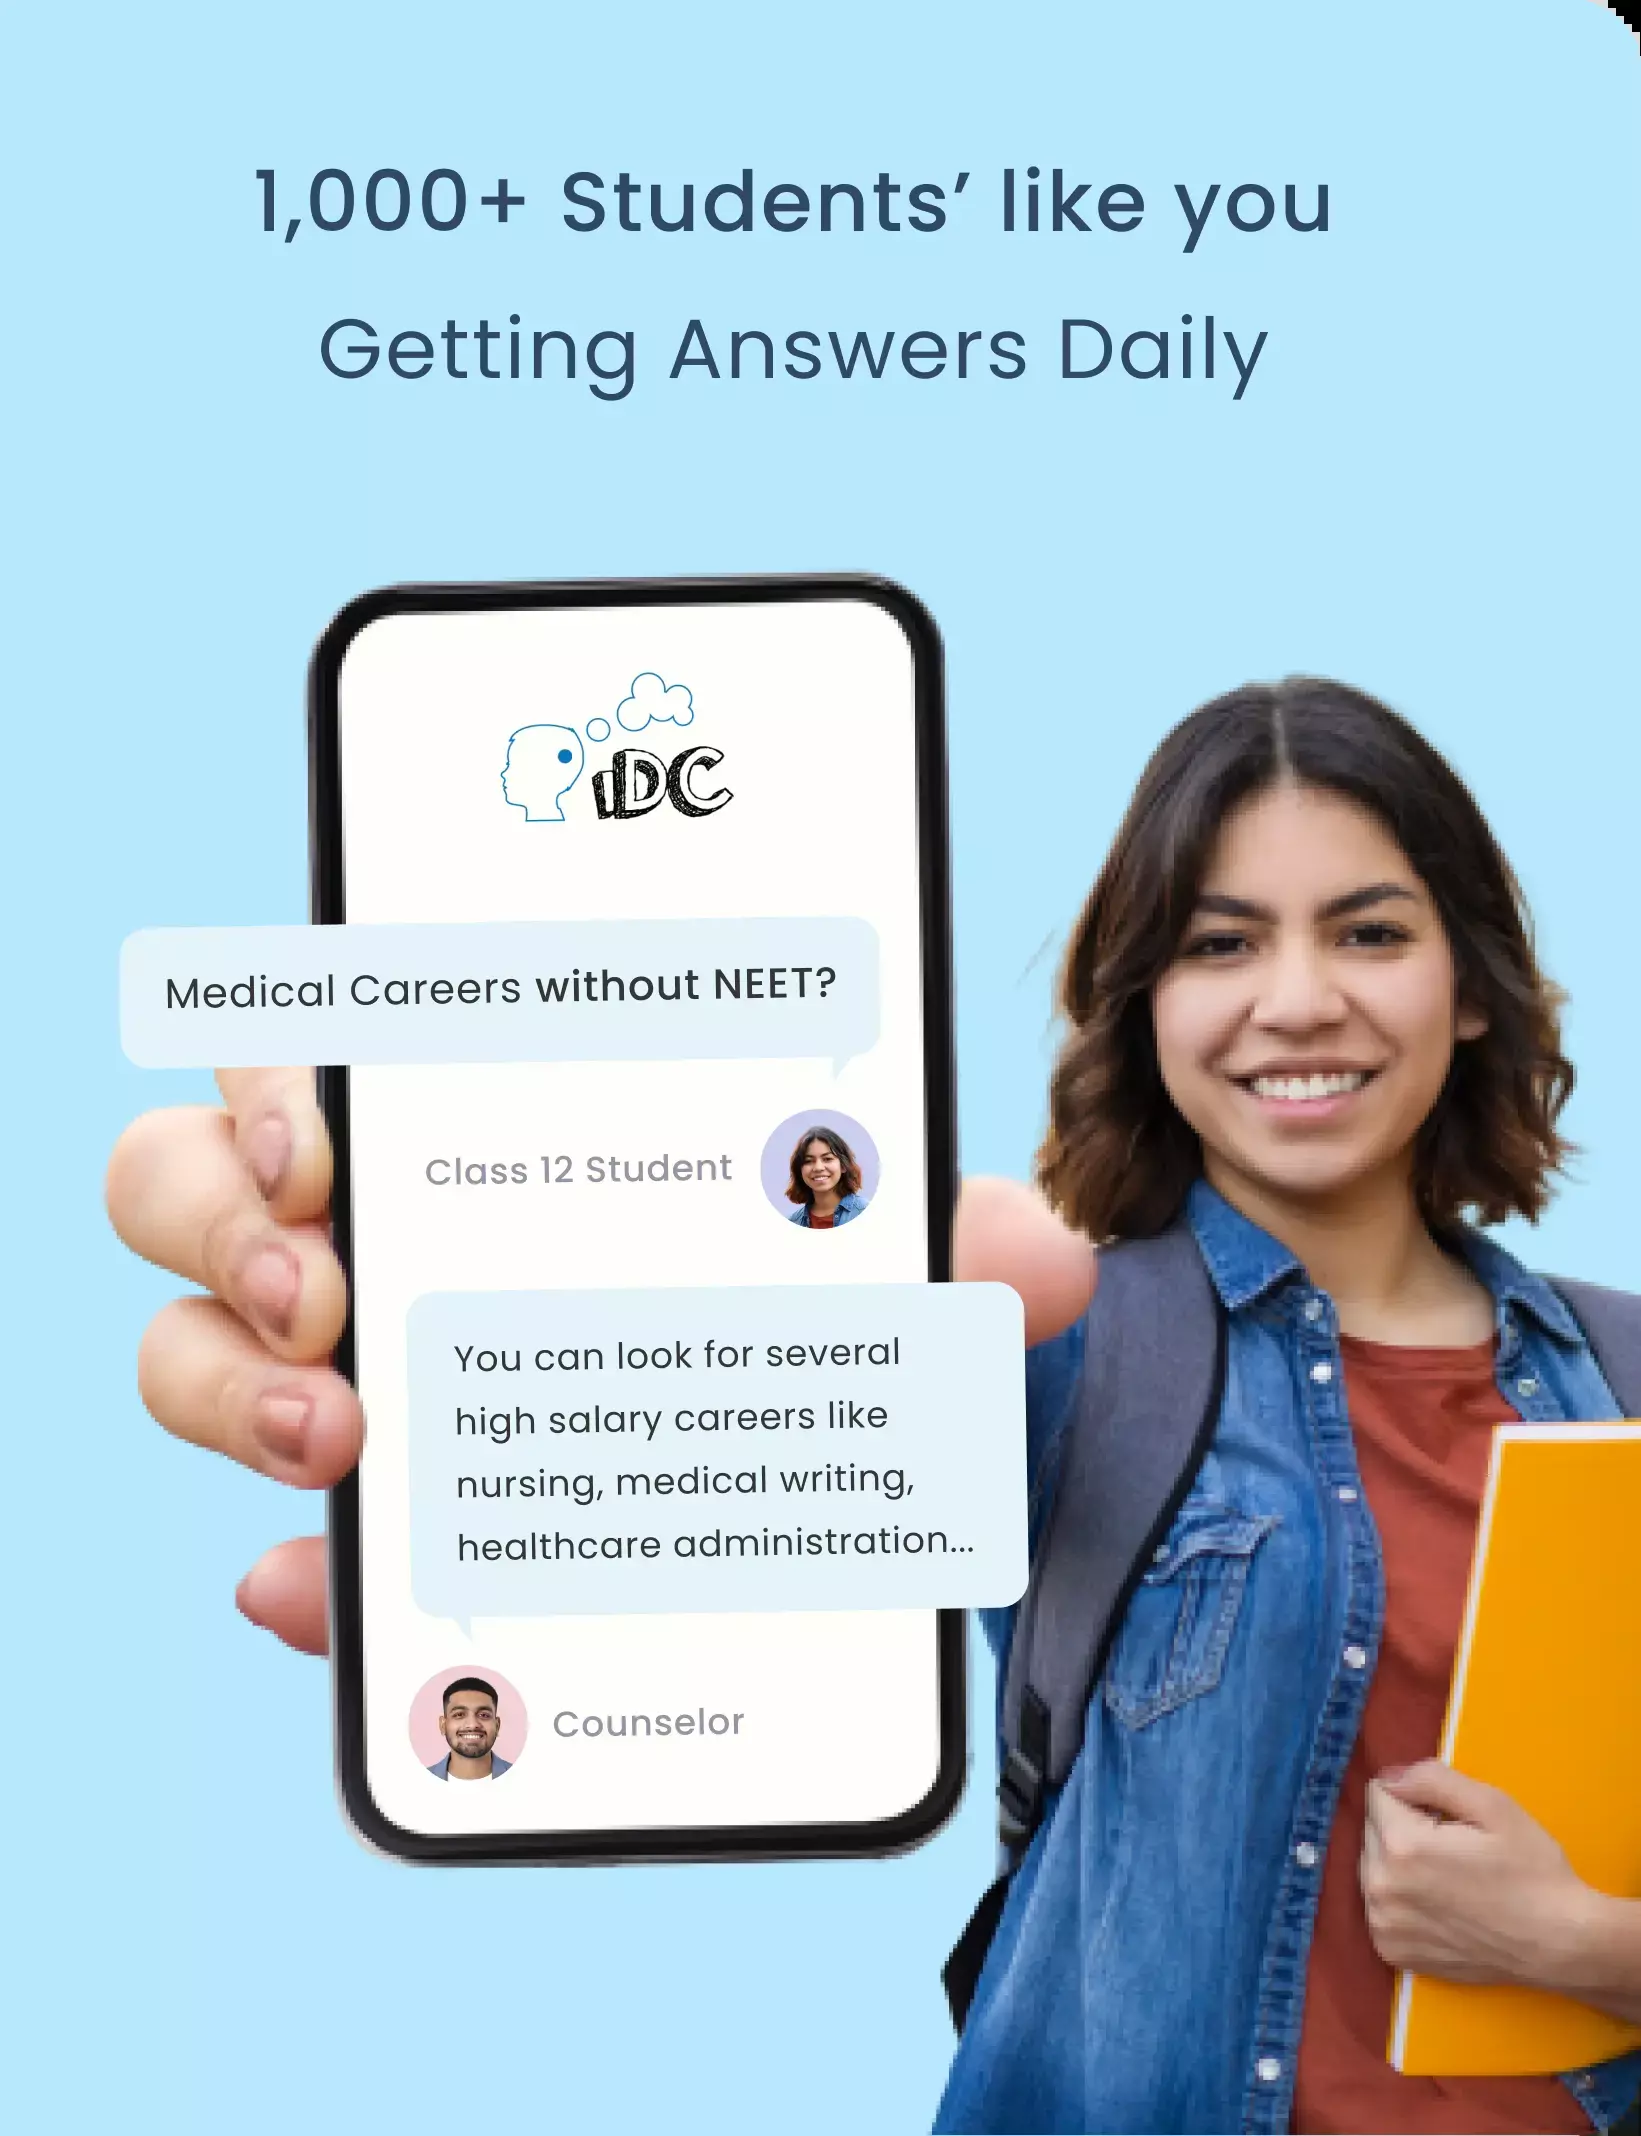 1,000+ Students’ like you
Getting Answers Daily
iDC
Medical Careers without NEET?
Class 12 Student
You can look for several
high salary careers like
nursing, medical writing,
healthcare administration...
Counselor